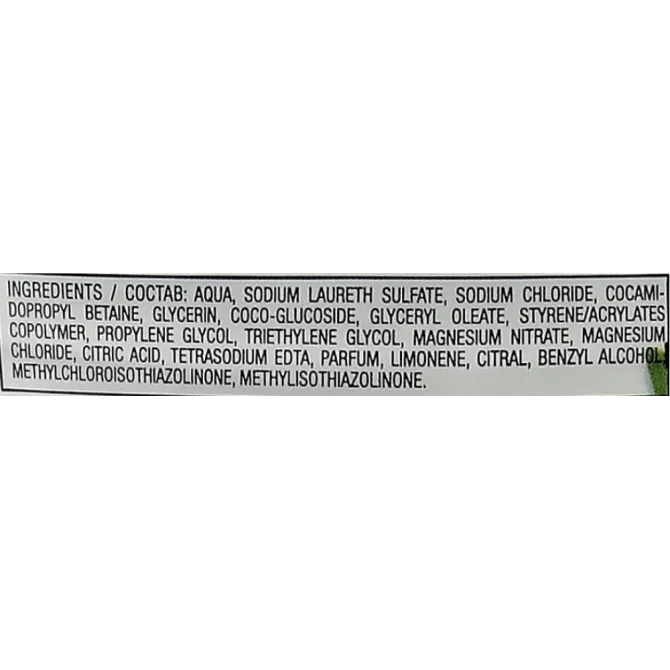 INGREDIENTS / СОСТАВ: AQUA, SODIUM LAURETH SULFATE, SODIUM CHLORIDE, COCAMI-
DOPROPYL BETAINE, GLYCERIN, COCO-GLUCOSIDE, GLYCERYL OLEATE, STYRENE/ACRYLATES
COPOLYMER, PROPYLENE GLYCOL, TRIETHYLENE GLYCOL, MAGNESIUM NITRATE, MAGNESIUM
CHLORIDE, CITRIC ACID, TETRASODIUM EDTA, PARFUM, LIMONENE, CITRAL, BENZYL ALCOHOL,
METHYLCHLOROISOTHIAZOLINONE, METHYLISOTHIAZOLINONE.